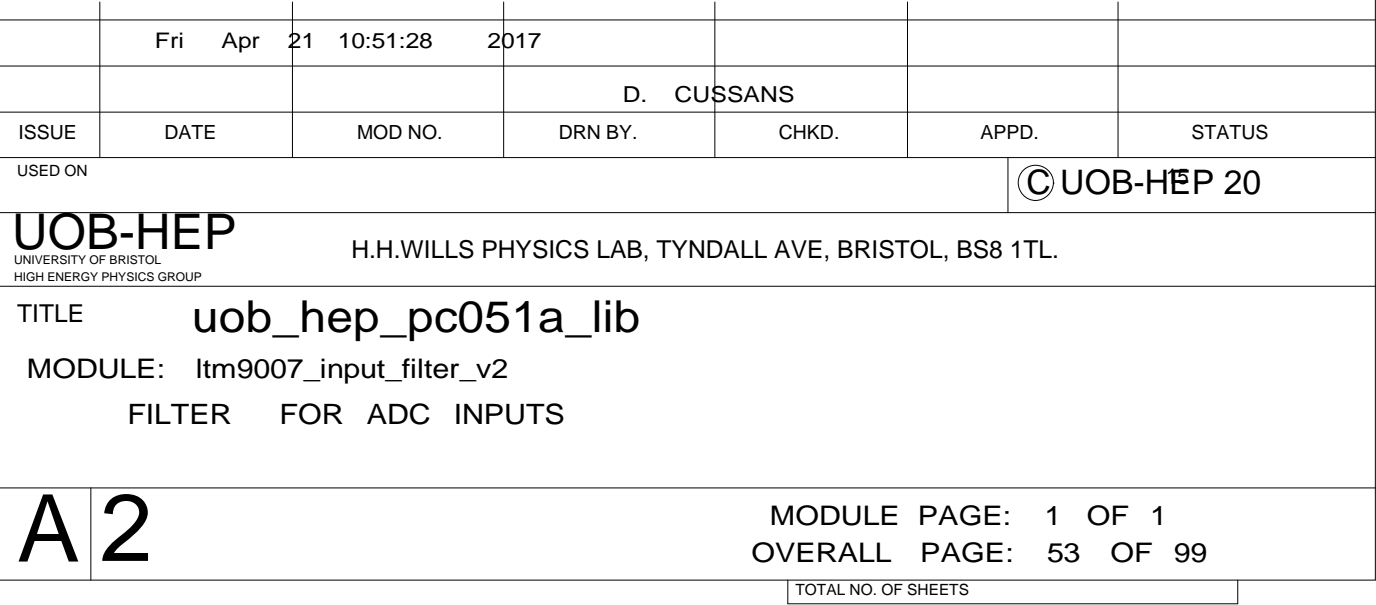 Fri Apr 21 10:51:28 2017
D. CUSSANS
ISSUE DATE MOD NO. DRN BY. CHKD. APPD. STATUS
USED ON
© UOB-HEP 20
15
UOB-HEP
UNIVERSITY OF BRISTOL
HIGH ENERGY PHYSICS GROUP
H.H.WILLS PHYSICS LAB, TYNDALL AVE, BRISTOL, BS8 1TL.
TITLE uob_hep_pc051a_lib
MODULE: ltm9007_input_filter_v2
FILTER FOR ADC INPUTS
A 2
MODULE PAGE: 1 OF 1
OVERALL PAGE: 53 OF 99
TOTAL NO. OF SHEETS